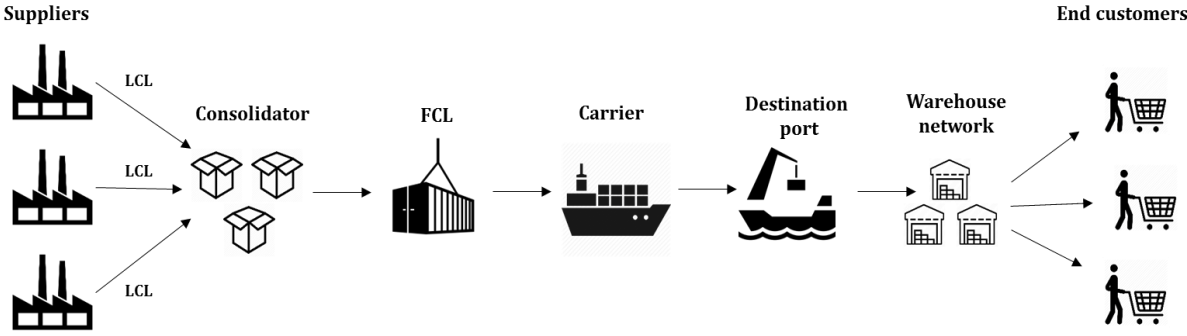 Suppliers
End customers
LCL
Consolidator
FCL
Carrier
Destination
port
Warehouse
network
LCL
LCL